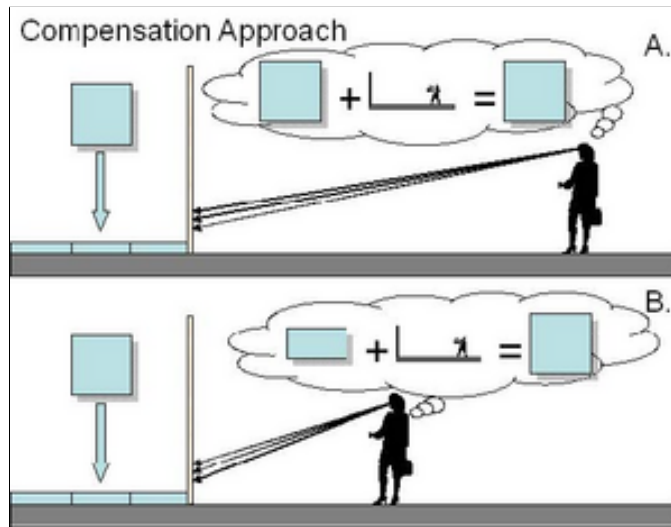 Compensation Approach
A.
+ =
B.
+ =